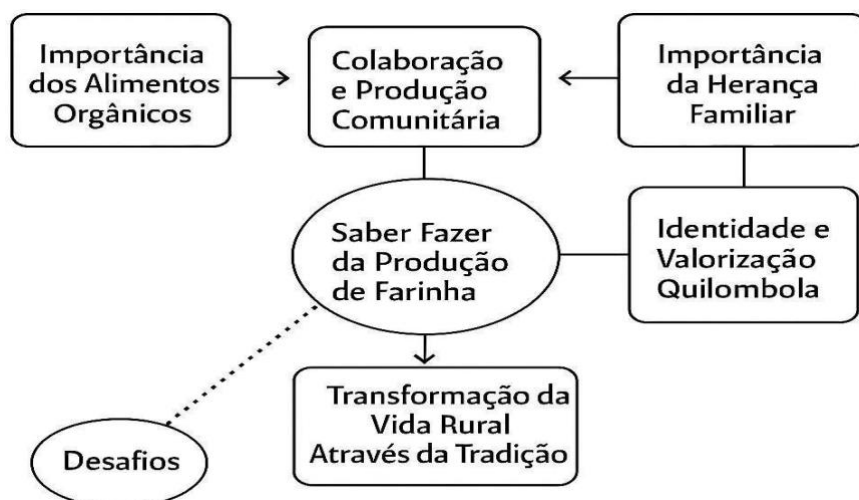 Importância
dos Alimentos
Orgânicos
Colaboração
e Produção
Comunitária
Importância
da Herança
Familiar
Saber Fazer
da Produção
de Farinha
Identidade e
Valorização
Quilombola
Transformação da
Vida Rural
Através da Tradição
Desafios